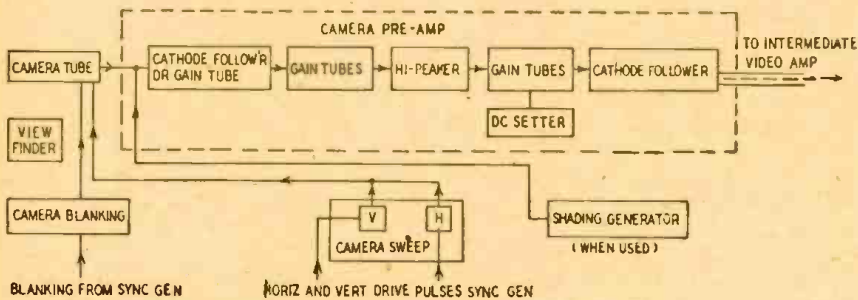 CAMERA PRE-AMP
TO INTERMEDIATE
VIDEO AMP
CAMERA TUBE
CATHODE FOLLOW'R
OR GAIN TUBE
GAIN TUBES
HI-PEAKER
GAIN TUBES
CATHODE FOLLOWER
DC SETTER
VIEW
FINDER
CAMERA BLANKING
V
H
CAMERA SWEEP
SHADING GENERATOR
(WHEN USED)
BLANKING FROM SYNC GEN
HORIZ AND VERT DRIVE PULSES SYNC GEN